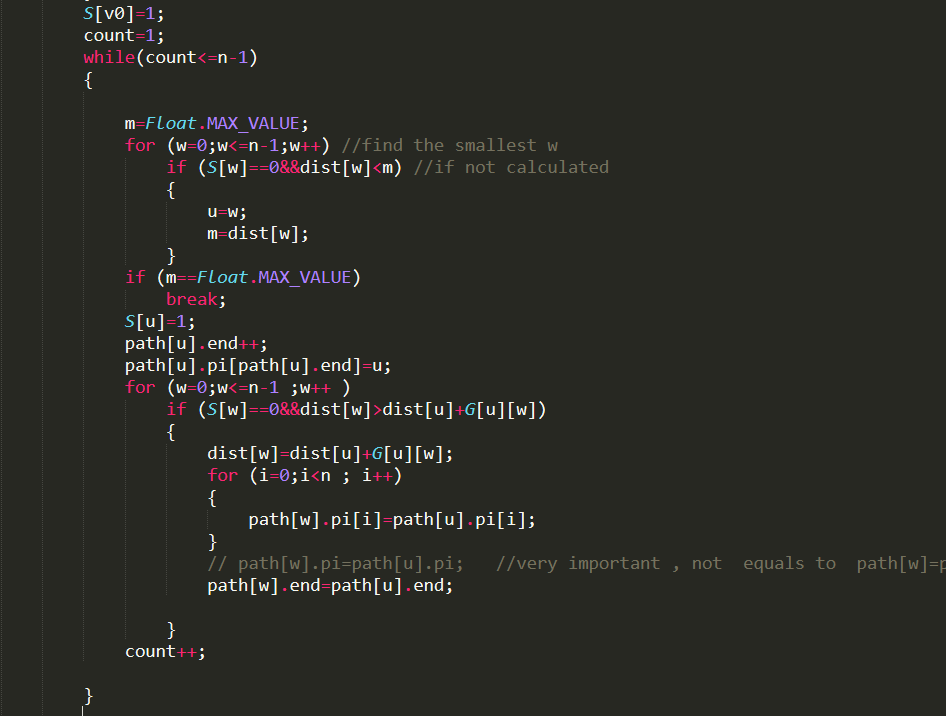 S[v0]=1;
count=1;
while(count<=n-1)
{
m=Float.MAX_VALUE;
for (w=0;w<=n-1;w++) //find the smallest w
if (S[w]==0&&dist[w]<m) //if not calculated
{
u=w;
m=dist[w];
}
if (m==Float.MAX_VALUE)
break;
S[u]=1;
path[u].end++;
path[u].pi[path[u].end]=u;
for (w=0;w<=n-1 ;w++ )
if (S[w]==0&&dist[w]>dist[u]+G[u][w])
{
dist[w]=dist[u]+G[u][w];
for (i=0;i<n ; i++)
{
path[w].pi[i]=path[u].pi[i];
}
// path[w].pi=path[u].pi; //very important , not equals to path[w]=
path[w].end=path[u].end;
}
count++;
}